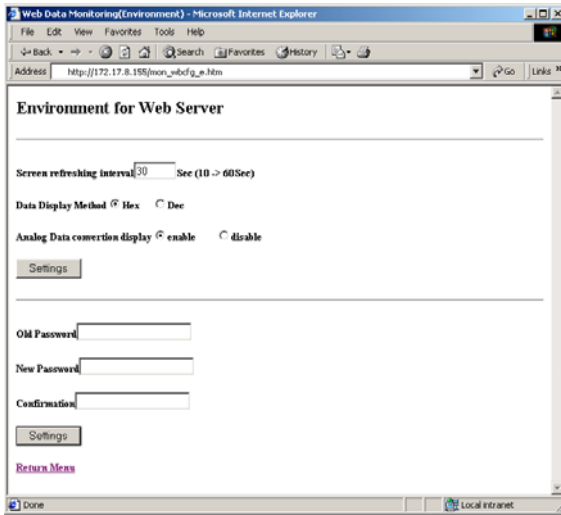 Web Data Monitoring(Environment) - Microsoft Internet Explorer
File Edit View Favorites Tools Help
Back Search Favorites History
Address http://172.17.8.155/mon_wbcfg_e.htm Go Links »
Environment for Web Server
Screen refreshing interval 30 Sec (10 -> 60Sec)
Data Display Method Hex Dec
Analog Data convertion display enable disable
Settings
Old Password
New Password
Confirmation
Settings
Return Menu
Done Local intranet